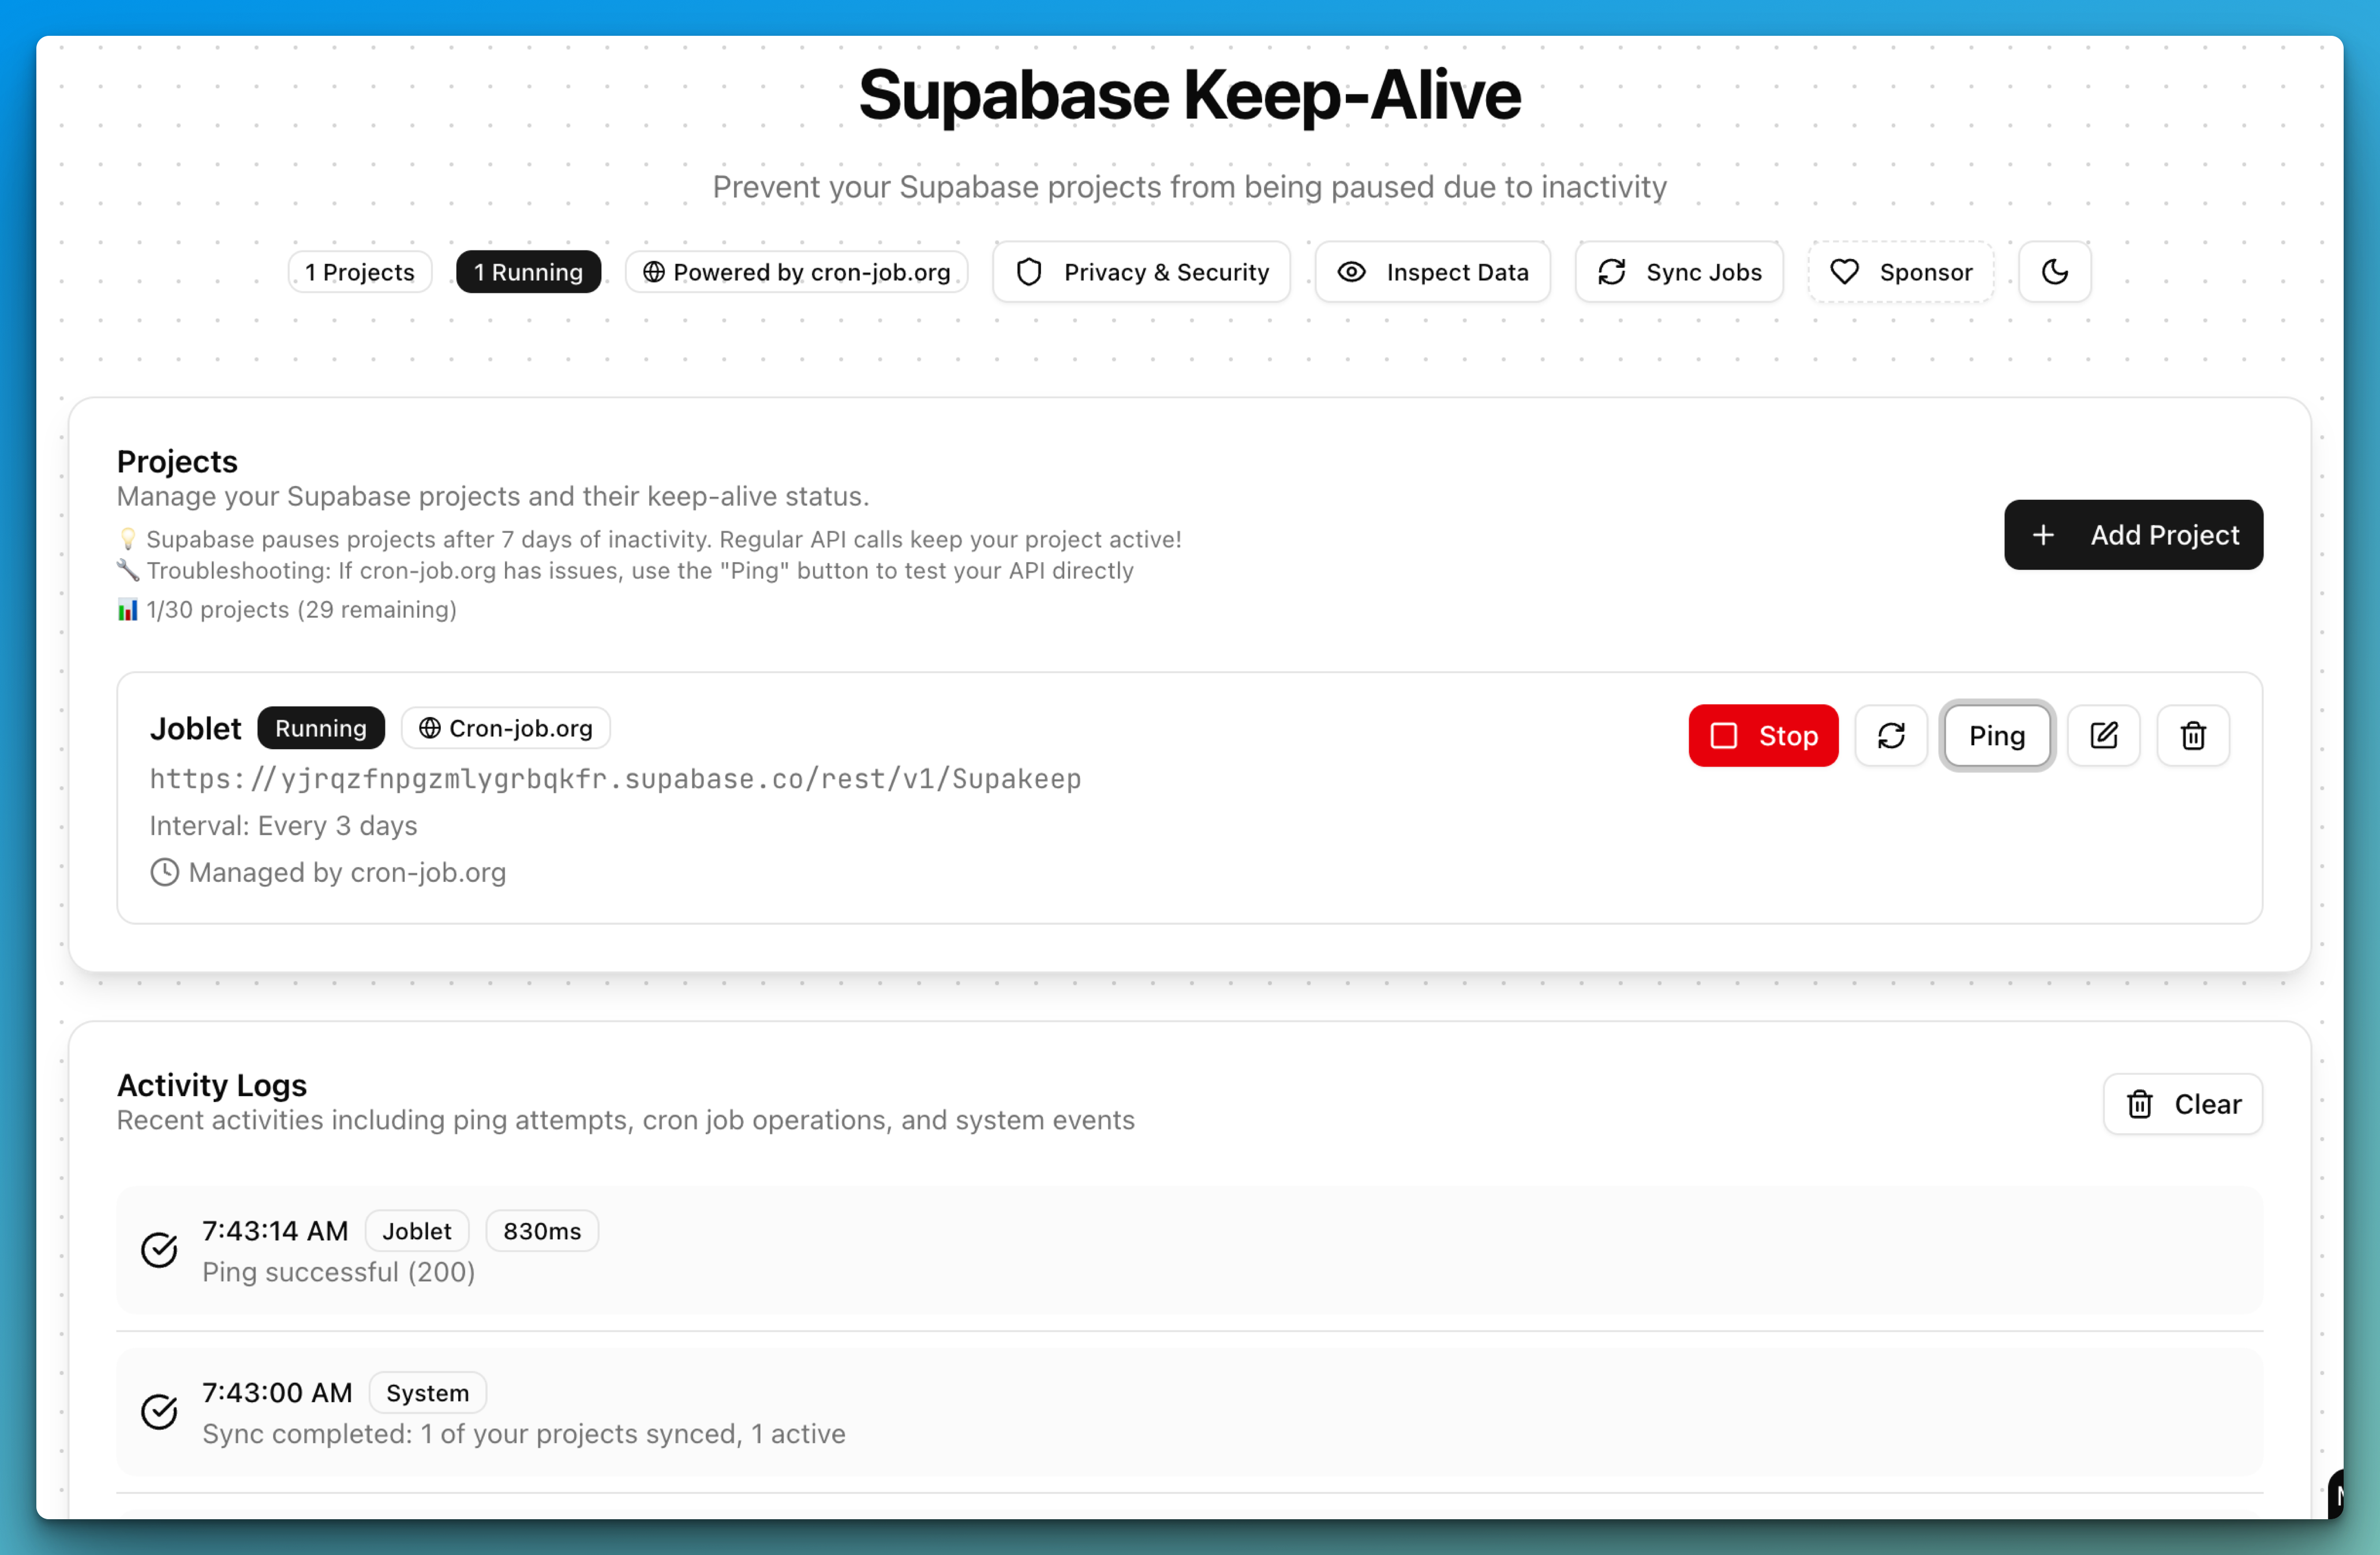 Supabase Keep-Alive
Prevent your Supabase projects from being paused due to inactivity
1 Projects
1 Running
Powered by cron-job.org
Privacy & Security
Inspect Data
Sync Jobs
Sponsor
Projects
Manage your Supabase projects and their keep-alive status.
💡 Supabase pauses projects after 7 days of inactivity. Regular API calls keep your project active!
🔧 Troubleshooting: If cron-job.org has issues, use the "Ping" button to test your API directly
📊 1/30 projects (29 remaining)
Add Project
Joblet
Running
Cron-job.org
Stop
Ping
https://yjrqzfnpgzmlygrbqkfr.supabase.co/rest/v1/Supakeep
Interval: Every 3 days
Managed by cron-job.org
Activity Logs
Recent activities including ping attempts, cron job operations, and system events
Clear
7:43:14 AM
Joblet
830ms
Ping successful (200)
7:43:00 AM
System
Sync completed: 1 of your projects synced, 1 active